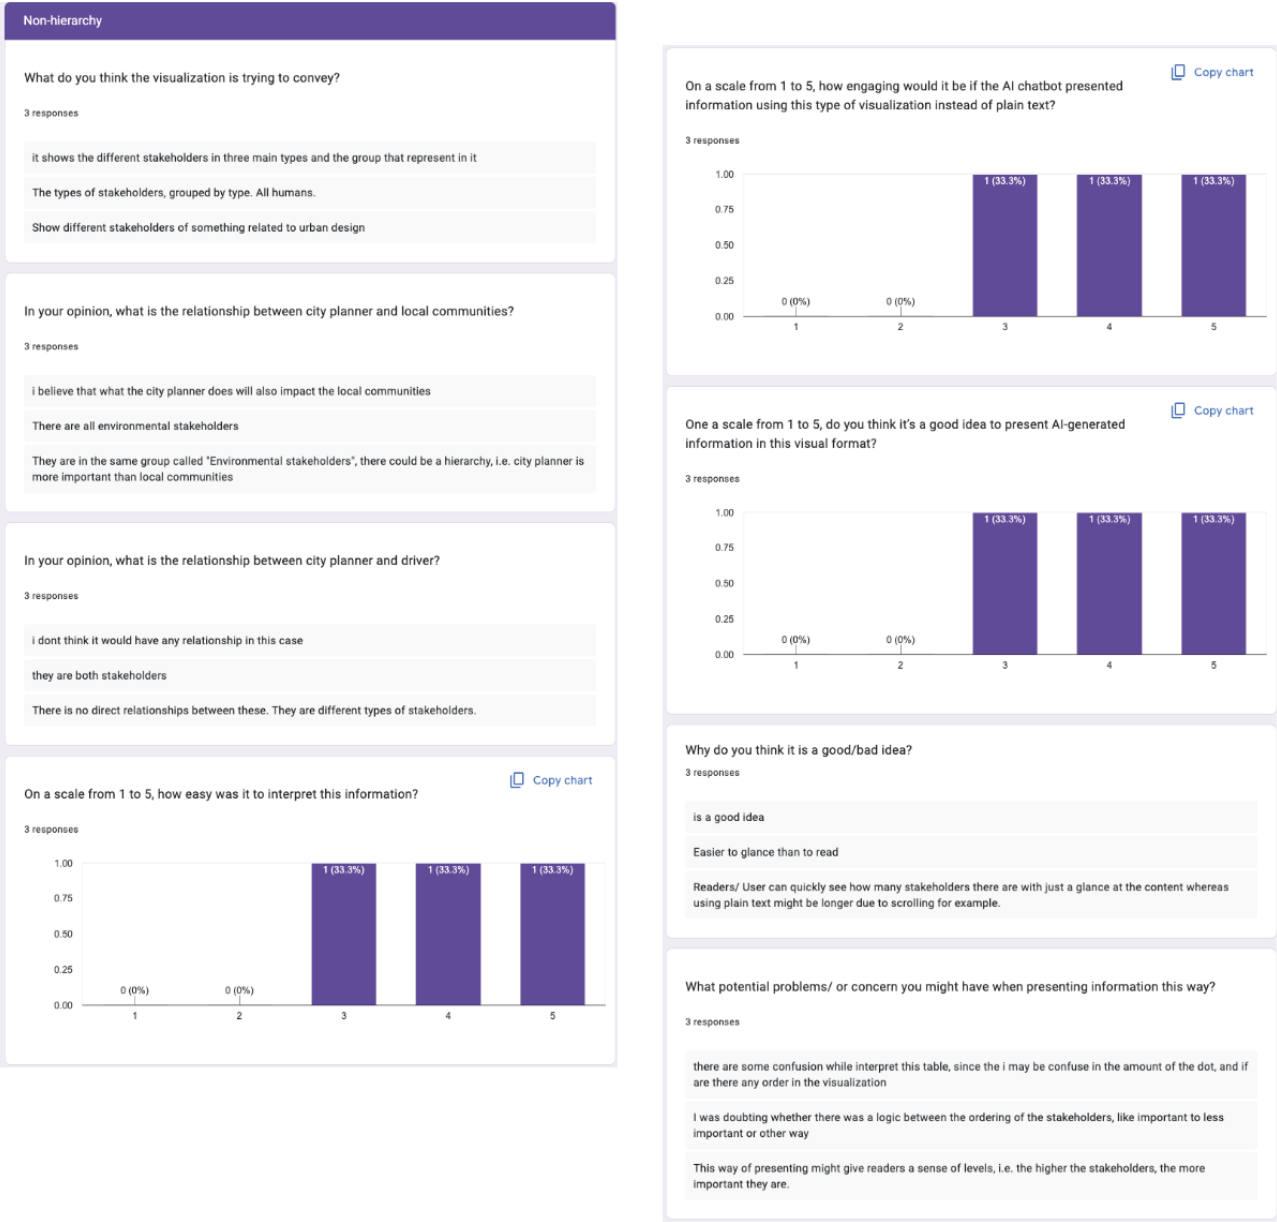 Non-hierarchy
What do you think the visualization is trying to convey?
3 responses
it shows the different stakeholders in three main types and the group that represent in it
The types of stakeholders, grouped by type. All humans.
Show different stakeholders of something related to urban design
In your opinion, what is the relationship between city planner and local communities?
3 responses
i believe that what the city planner does will also impact the local communities
There are all environmental stakeholders
They are in the same group called "Environmental stakeholders", there could be a hierarchy, i.e. city planner is
more important than local communities
In your opinion, what is the relationship between city planner and driver?
3 responses
i dont think it would have any relationship in this case
they are both stakeholders
There is no direct relationships between these. They are different types of stakeholders.
Copy chart
On a scale from 1 to 5, how easy was it to interpret this information?
3 responses
1.00
0.75
0.50
0.25
0.00
0 (0%)
0 (0%)
1 (33.3%)
1 (33.3%)
1 (33.3%)
1 2 3 4 5
Copy chart
On a scale from 1 to 5, how engaging would it be if the AI chatbot presented
information using this type of visualization instead of plain text?
3 responses
1.00
0.75
0.50
0.25
0.00
0 (0%)
0 (0%)
1 (33.3%)
1 (33.3%)
1 (33.3%)
1 2 3 4 5
Copy chart
One a scale from 1 to 5, do you think it's a good idea to present AI-generated
information in this visual format?
3 responses
1.00
0.75
0.50
0.25
0.00
0 (0%)
0 (0%)
1 (33.3%)
1 (33.3%)
1 (33.3%)
1 2 3 4 5
Why do you think it is a good/bad idea?
3 responses
is a good idea
Easier to glance than to read
Readers/ User can quickly see how many stakeholders there are with just a glance at the content whereas
using plain text might be longer due to scrolling for example.
What potential problems/ or concern you might have when presenting information this way?
3 responses
there are some confusion while interpret this table, since the i may be confuse in the amount of the dot, and if
are there any order in the visualization
I was doubting whether there was a logic between the ordering of the stakeholders, like important to less
important or other way
This way of presenting might give readers a sense of levels, i.e. the higher the stakeholders, the more
important they are.